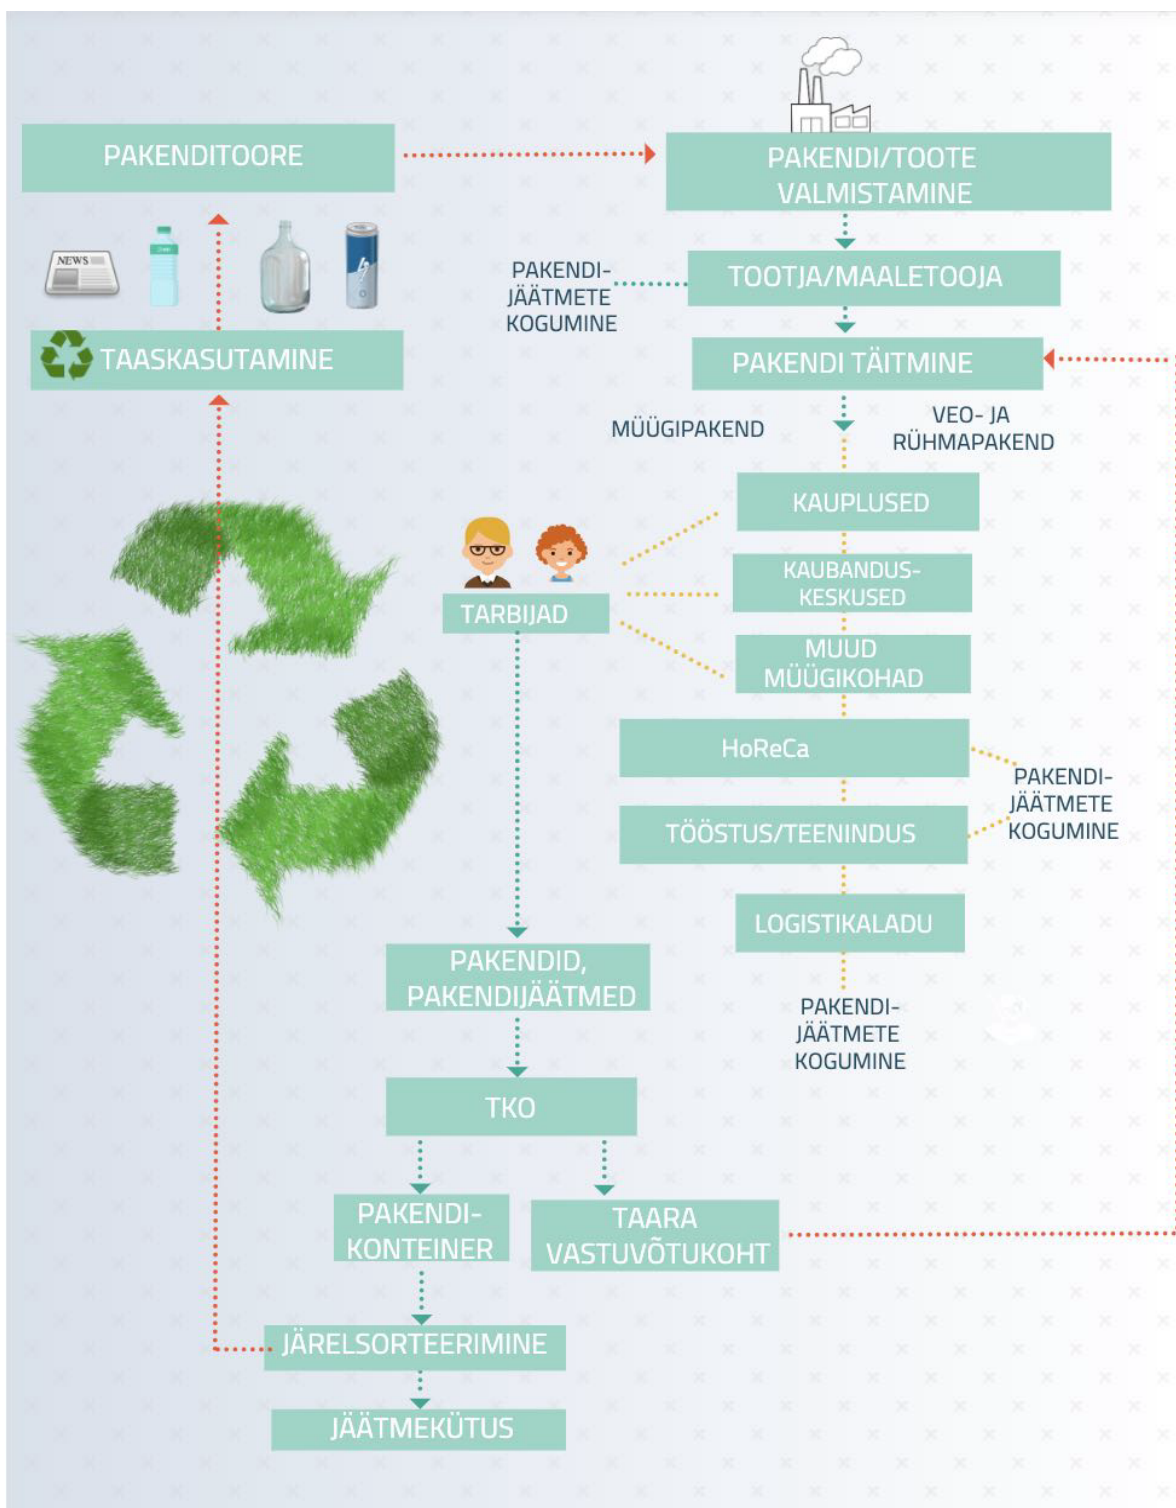 PAKENDITOORE
PAKENDI/TOOTE
VALMISTAMINE
NEWS
PAKENDI-
JÄÄTMETE
KOGUMINE
TOOTJA/MAALETOOJA
TAASKASUTAMINE
PAKENDI TÄITMINE
MÜÜGIPAKEND
VEO- JA
RÜHMAPAKEND
KAUPLUSED
KAUBANDUS-
KESKUSED
TARBIJAD
MUUD
MÜÜGIKOHAD
HoReCa
PAKENDI-
JÄÄTMETE
KOGUMINE
TÖÖSTUS/TEENINDUS
LOGISTIKALADU
PAKENDID,
PAKENDIJÄÄTMED
PAKENDI-
JÄÄTMETE
KOGUMINE
TKO
PAKENDI-
KONTEINER
TAARA
VASTUVÕTUKOHT
JÄRELSORTEERIMINE
JÄÄTMEKÜTUS